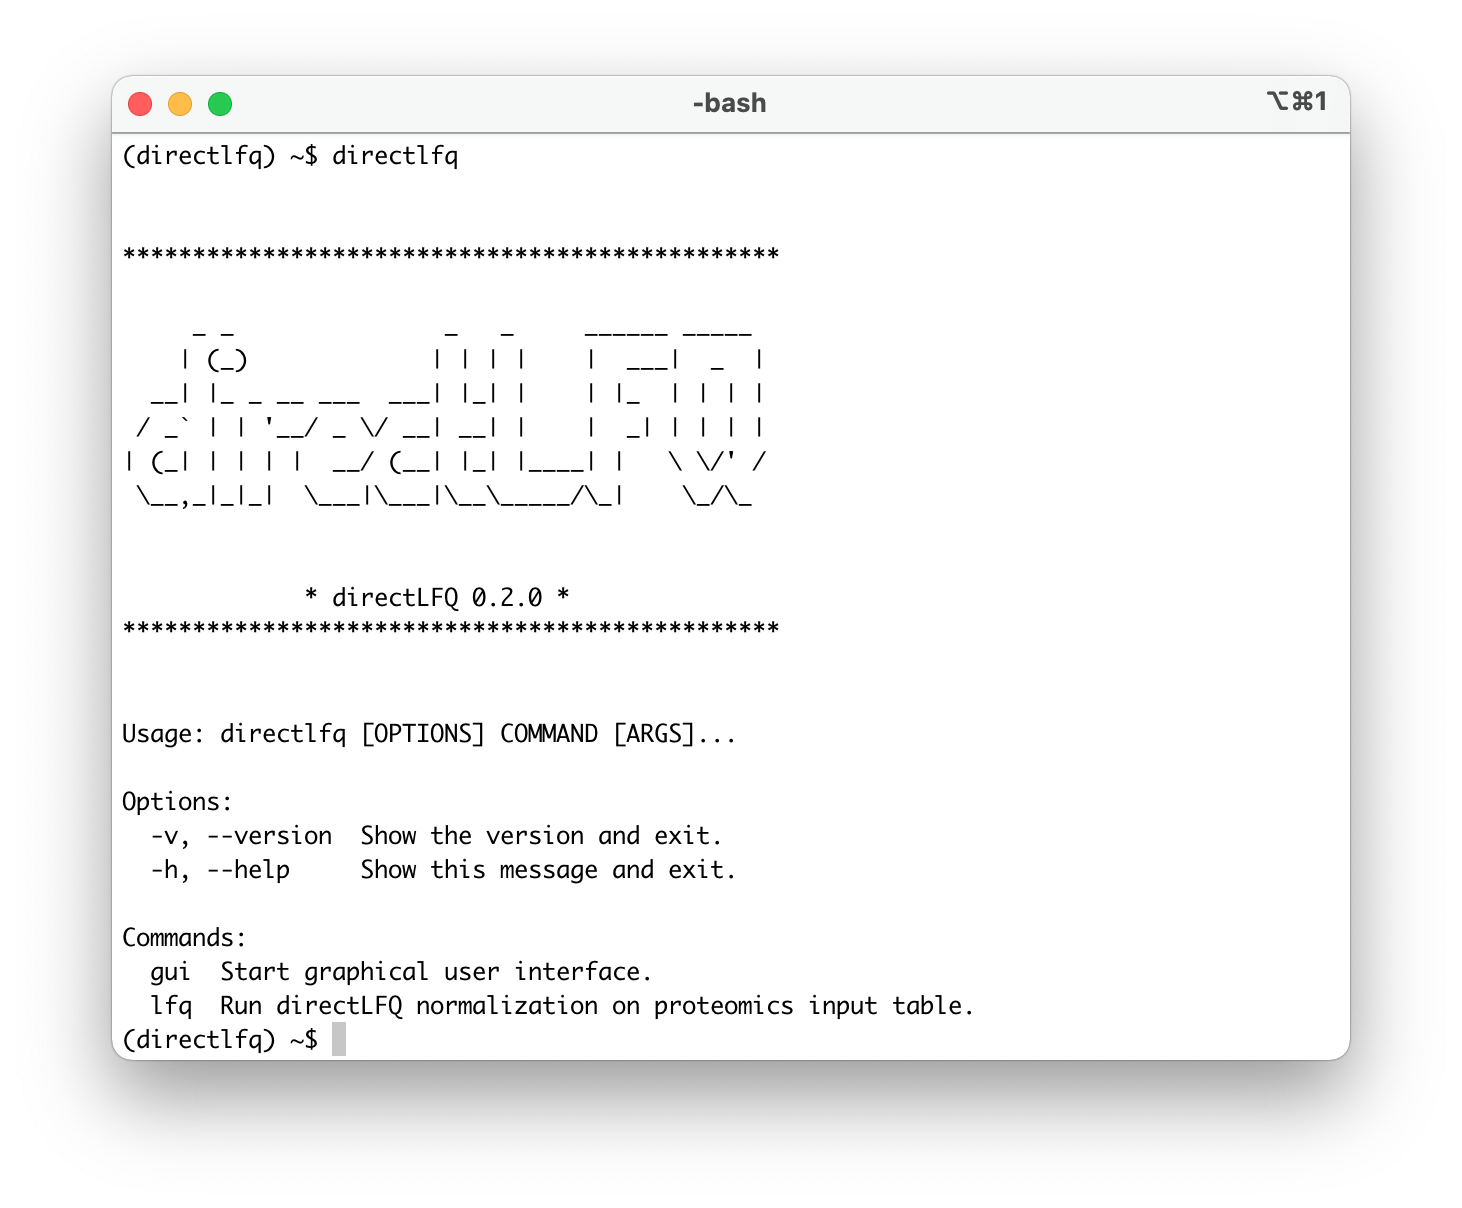 -bash ⌥⌘1
(directlfq) ~$ directlfq
***********************************************
     _ _               _   _     ______ _____
    | (_)             | | | |    |  ___|  _  |
  __| |_ _ __ ___  ___| |_| |    | |_  | | | |
 / _` | | '__/ _ \/ __| __| |    |  _| | | | |
| (_| | | | |  __/ (__| |_| |____| |   \ \/' /
 \__,_|_|_|  \___|\___|\__\_____/\_|    \_/\_
             * directLFQ 0.2.0 *
***********************************************
Usage: directlfq [OPTIONS] COMMAND [ARGS]...
Options:
  -v, --version  Show the version and exit.
  -h, --help     Show this message and exit.
Commands:
  gui  Start graphical user interface.
  lfq  Run directLFQ normalization on proteomics input table.
(directlfq) ~$